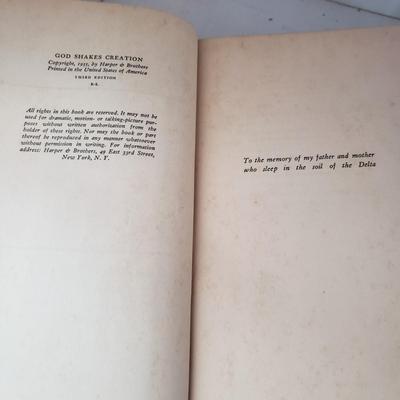 GOD SHAKES CREATION
Copyright, 1935, by Harper & Brothers
Printed in the United States of America
THIRD EDITION
All rights in this book are reserved. It may not be
used for dramatic, motion- or talking-picture pur-
poses without written authorization from the
holder of these rights. Nor may the book or part
thereof be reproduced in any manner whatsoever
without permission in writing. For information
address: Harper & Brothers, 49 East 33rd Street,
New York, N. Y.
To the memory of my father and mother
who sleep in the soil of the Delta